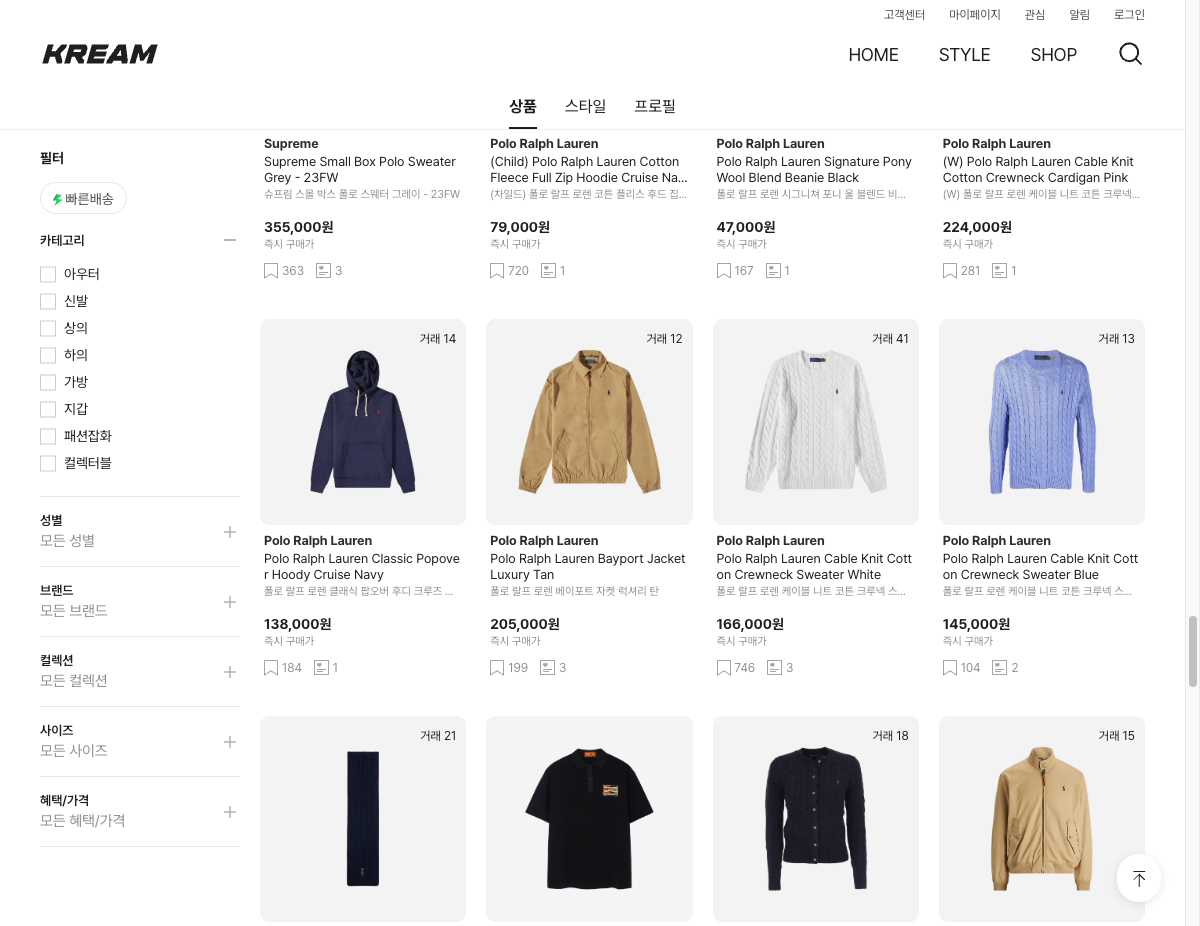 고객센터
마이페이지
관심
알림
로그인
KREAM
HOME
STYLE
SHOP
상품
스타일
프로필
필터
빠른배송
카테고리
아우터
신발
상의
하의
가방
지갑
패션잡화
컬렉터블
성별
모든 성별
브랜드
모든 브랜드
컬렉션
모든 컬렉션
사이즈
모든 사이즈
혜택/가격
모든 혜택/가격
Supreme
Supreme Small Box Polo Sweater
Grey - 23FW
슈프림 스몰 박스 폴로 스웨터 그레이 - 23FW
355,000원
즉시 구매가
363
3
Polo Ralph Lauren
(Child) Polo Ralph Lauren Cotton
Fleece Full Zip Hoodie Cruise Na...
(차일드) 폴로 랄프 로렌 코튼 플리스 후드 집...
79,000원
즉시 구매가
720
1
Polo Ralph Lauren
Polo Ralph Lauren Signature Pony
Wool Blend Beanie Black
폴로 랄프 로렌 시그니쳐 포니 울 블렌드 비...
47,000원
즉시 구매가
167
1
Polo Ralph Lauren
(W) Polo Ralph Lauren Cable Knit
Cotton Crewneck Cardigan Pink
(W) 폴로 랄프 로렌 케이블 니트 코튼 크루넥...
224,000원
즉시 구매가
281
1
거래 14
Polo Ralph Lauren
Polo Ralph Lauren Classic Popove
r Hoody Cruise Navy
폴로 랄프 로렌 클래식 팝오버 후디 크루즈 ...
138,000원
즉시 구매가
184
1
거래 12
Polo Ralph Lauren
Polo Ralph Lauren Bayport Jacket
Luxury Tan
폴로 랄프 로렌 베이포트 자켓 럭셔리 탄
205,000원
즉시 구매가
199
3
거래 41
Polo Ralph Lauren
Polo Ralph Lauren Cable Knit Cott
on Crewneck Sweater White
폴로 랄프 로렌 케이블 니트 코튼 크루넥 스...
166,000원
즉시 구매가
746
3
거래 13
Polo Ralph Lauren
Polo Ralph Lauren Cable Knit Cott
on Crewneck Sweater Blue
폴로 랄프 로렌 케이블 니트 코튼 크루넥 스...
145,000원
즉시 구매가
104
2
거래 21
거래 18
거래 15